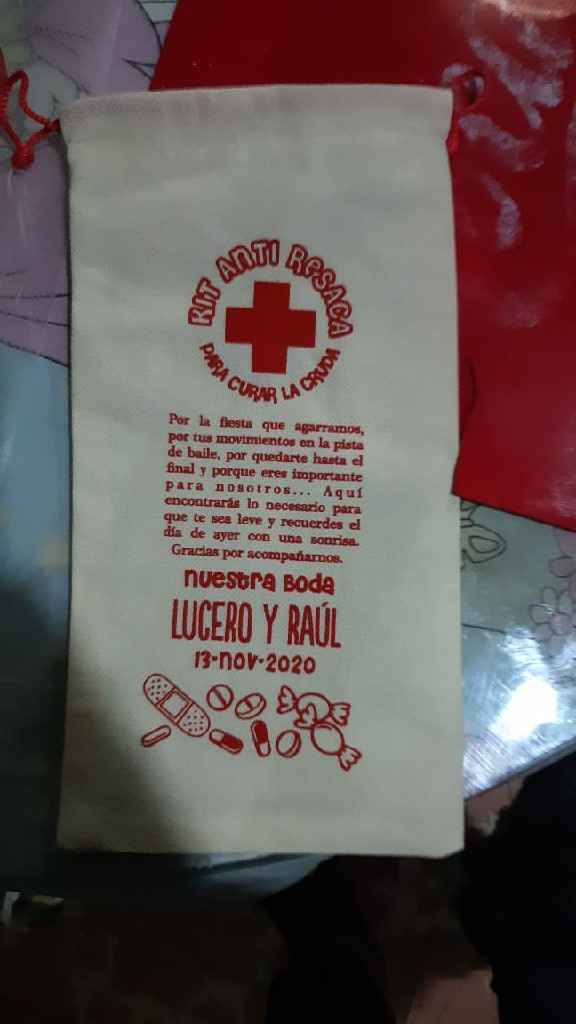 KIT ANTI RESACA
PARA CURAR LA CRUDA
Por la fiesta que agarramos,
por tus movimientos en la pista
de baile, por quedarte hasta el
final y porque eres importante
para nosotros... Aquí
encontrarás lo necesario para
que te sea leve y recuerdes el
día de ayer con una sonrisa.
Gracias por acompañarnos.
nuestra BODA
LUCERO Y RAÚL
13-NOV-2020